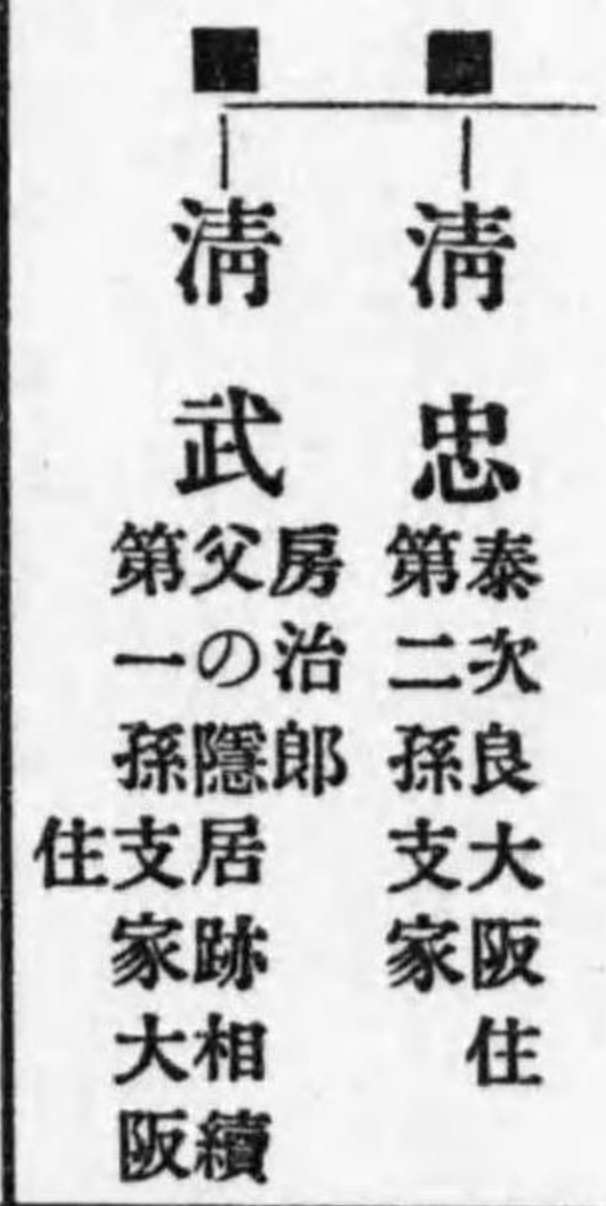 ■清忠
泰次良大阪住
第二孫支家
■清武
房治郎
父の隱居跡相續
第一孫支家大阪
住